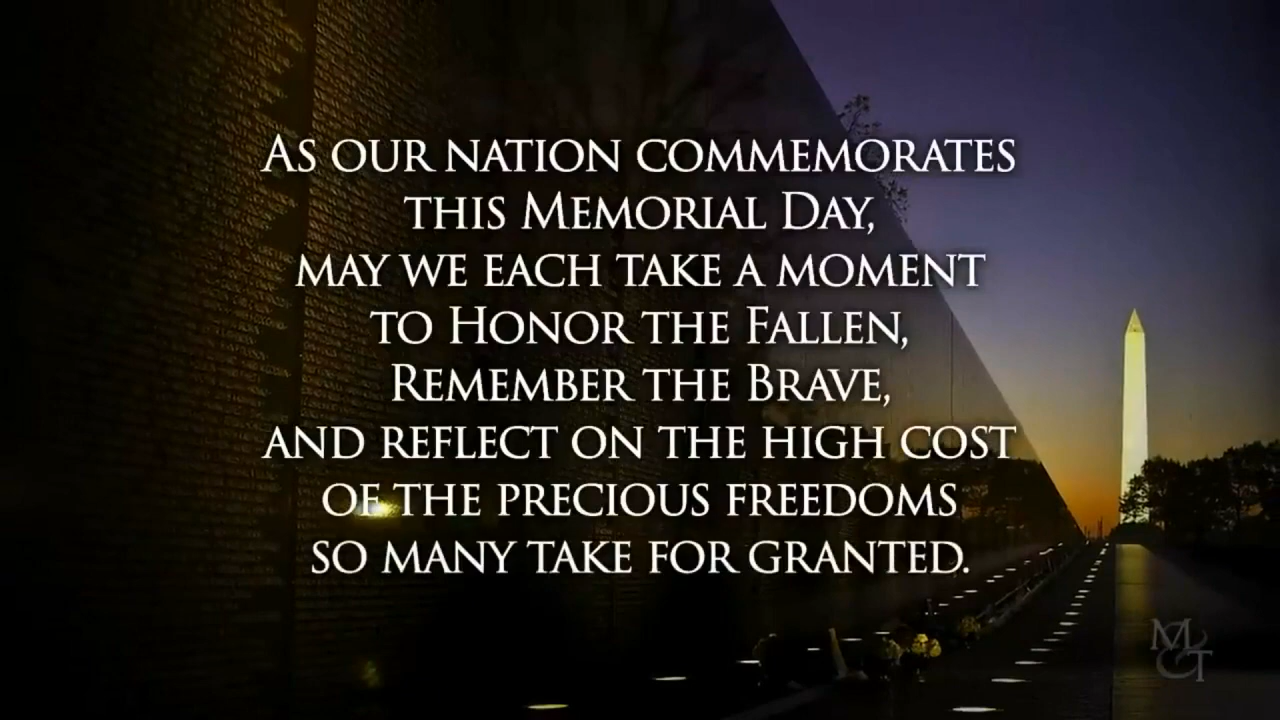 As our nation commemorates
this Memorial Day,
may we each take a moment
to Honor the Fallen,
Remember the Brave,
and reflect on the high cost
of the precious freedoms
so many take for granted.
M&T